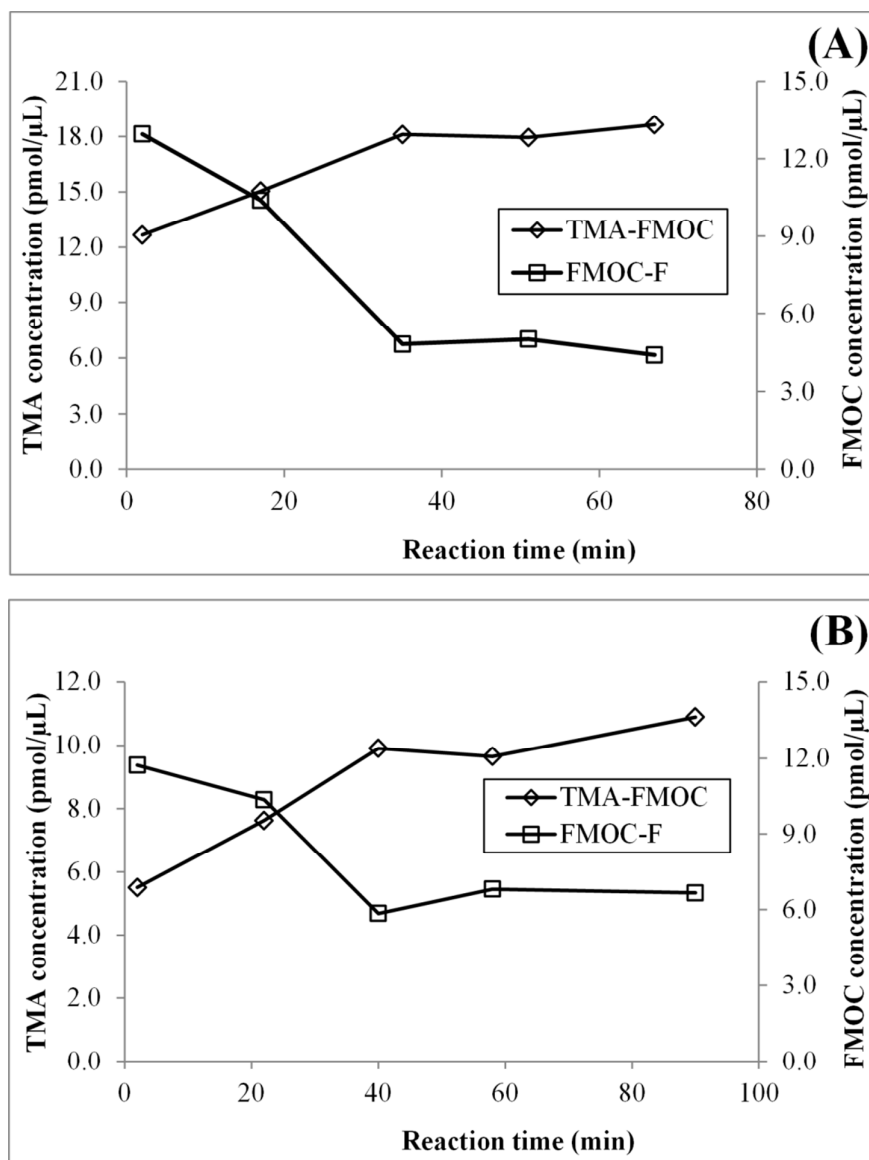 (A)
TMA concentration (pmol/µL)
21.0
18.0
15.0
12.0
9.0
6.0
3.0
0.0
15.0
12.0
9.0
6.0
3.0
0.0
FMOC concentration (pmol/µL)
TMA-FMOC
FMOC-F
0 20 40 60 80
Reaction time (min)
(B)
TMA concentration (pmol/µL)
12.0
10.0
8.0
6.0
4.0
2.0
0.0
15.0
12.0
9.0
6.0
3.0
0.0
FMOC concentration (pmol/µL)
TMA-FMOC
FMOC-F
0 20 40 60 80 100
Reaction time (min)